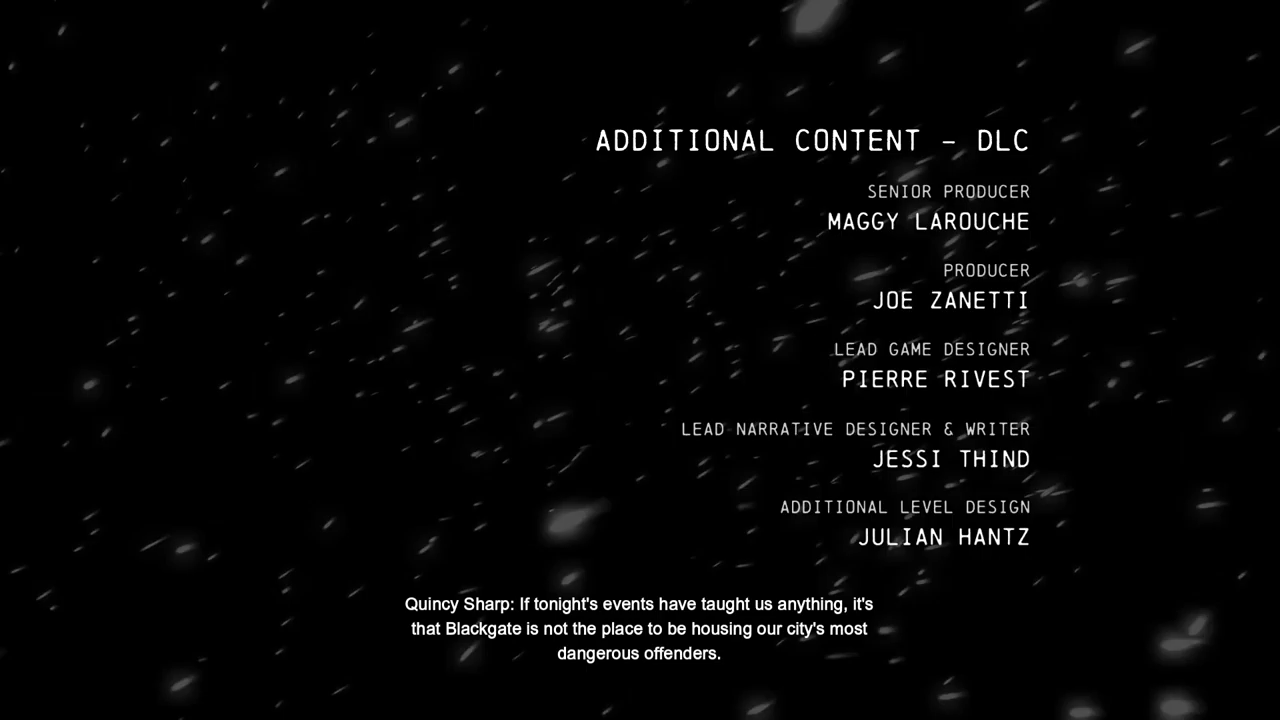 ADDITIONAL CONTENT – DLC
SENIOR PRODUCER
MAGGY LAROUCHE
PRODUCER
JOE ZANETTI
LEAD GAME DESIGNER
PIERRE RIVEST
LEAD NARRATIVE DESIGNER & WRITER
JESSI THIND
ADDITIONAL LEVEL DESIGN
JULIAN HANTZ
Quincy Sharp: If tonight's events have taught us anything, it's
that Blackgate is not the place to be housing our city's most
dangerous offenders.